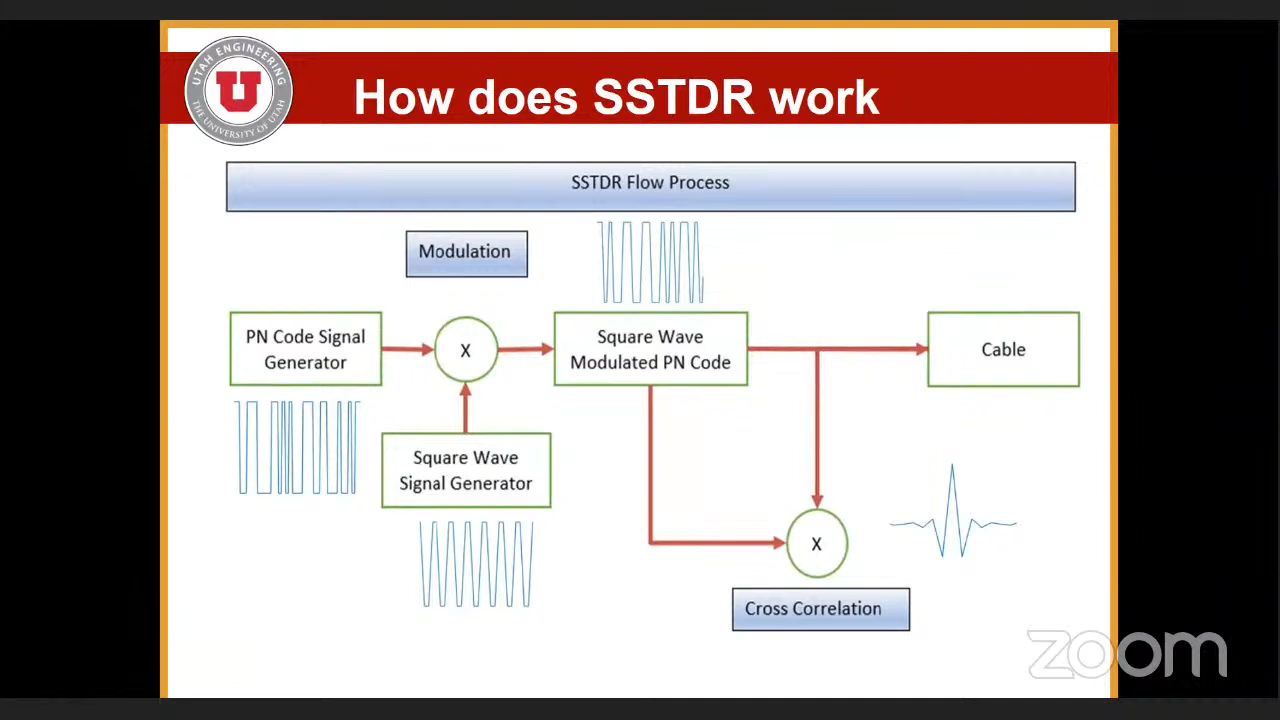 How does SSTDR work
UTAH ENGINEERING
U
THE UNIVERSITY OF UTAH
SSTDR Flow Process
Modulation
PN Code Signal
Generator
X
Square Wave
Modulated PN Code
Cable
Square Wave
Signal Generator
X
Cross Correlation
zoom